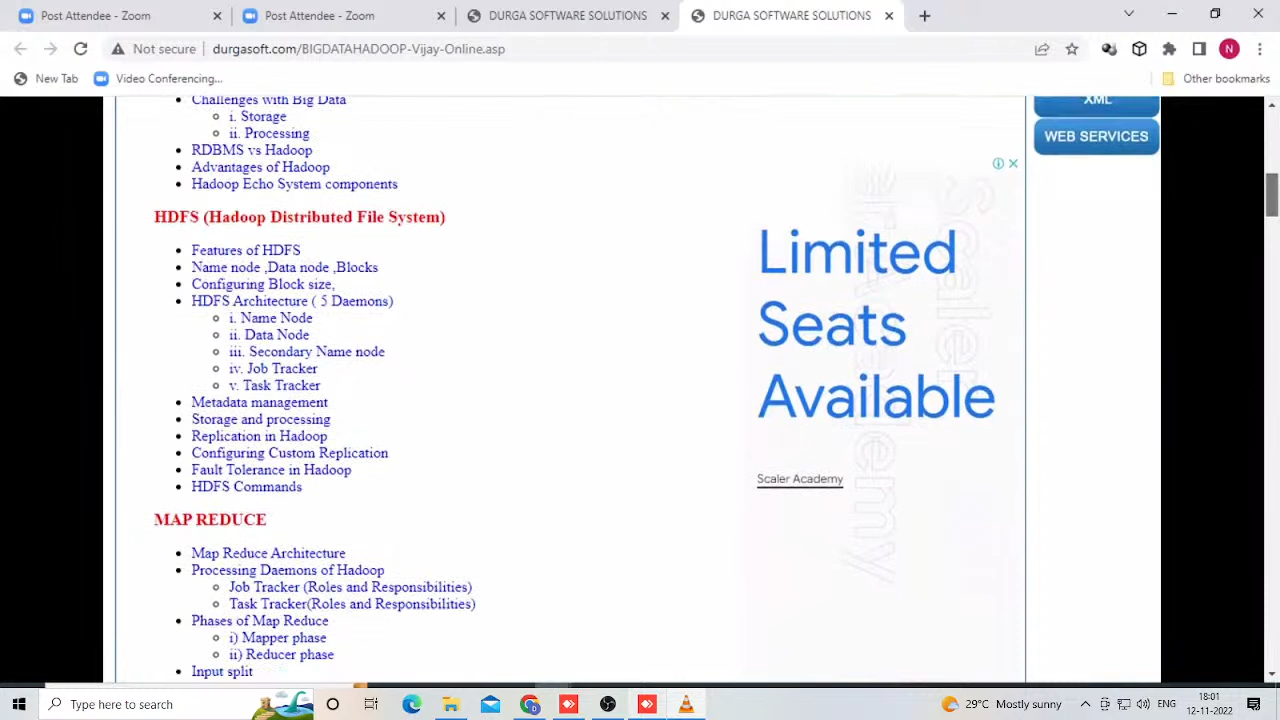 Post Attendee - Zoom
Post Attendee - Zoom
DURGA SOFTWARE SOLUTIONS
DURGA SOFTWARE SOLUTIONS
Not secure
durgasoft.com/BIGDATAHADOOP-Vijay-Online.asp
N
New Tab
Video Conferencing...
Other bookmarks
Challenges with Big Data
i. Storage
ii. Processing
RDBMS vs Hadoop
Advantages of Hadoop
Hadoop Echo System components
HDFS (Hadoop Distributed File System)
Features of HDFS
Name node ,Data node ,Blocks
Configuring Block size,
HDFS Architecture ( 5 Daemons)
i. Name Node
ii. Data Node
iii. Secondary Name node
iv. Job Tracker
v. Task Tracker
Metadata management
Storage and processing
Replication in Hadoop
Configuring Custom Replication
Fault Tolerance in Hadoop
HDFS Commands
MAP REDUCE
Map Reduce Architecture
Processing Daemons of Hadoop
Job Tracker (Roles and Responsibilities)
Task Tracker(Roles and Responsibilities)
Phases of Map Reduce
i) Mapper phase
ii) Reducer phase
Input split
Limited
Seats
Available
Scaler Academy
Scaler
XML
WEB SERVICES
Type here to search
29°C Mostly sunny
18:01
12-11-2022